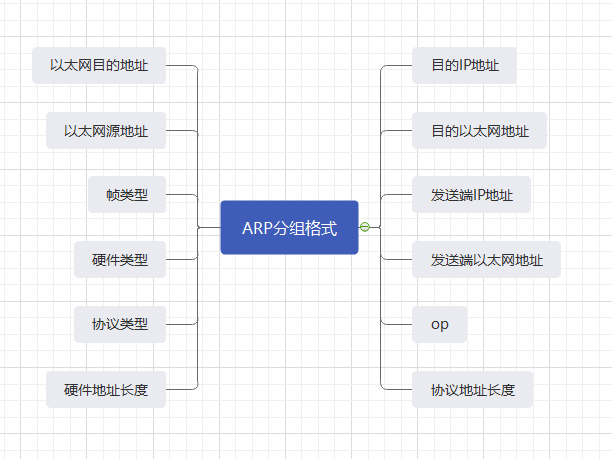 以太网目的地址
以太网源地址
帧类型
硬件类型
协议类型
硬件地址长度
ARP分组格式
目的IP地址
目的以太网地址
发送端IP地址
发送端以太网地址
op
协议地址长度